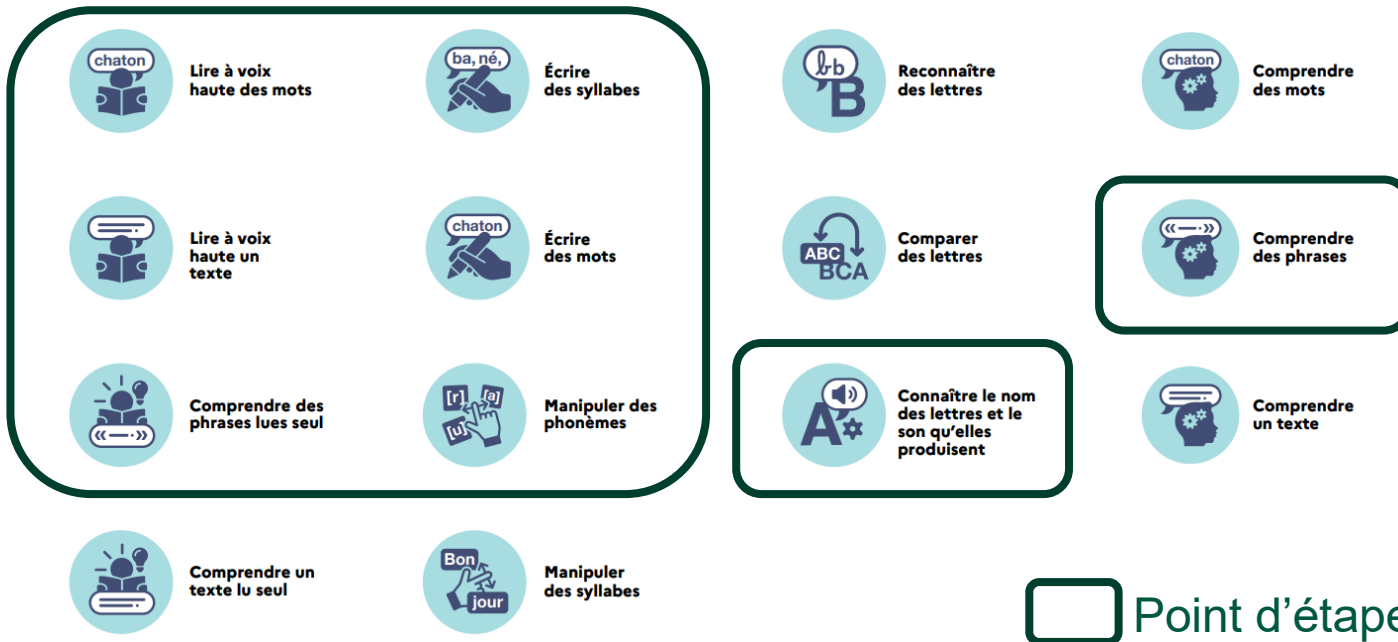 chaton
Lire à voix
haute des mots
ba, né,
Écrire
des syllabes
bb
B
Reconnaître
des lettres
chaton
Comprendre
des mots
Lire à voix
haute un
texte
chaton
Écrire
des mots
ABC
BCA
Comparer
des lettres
«—·»
Comprendre
des phrases
«—·»
Comprendre des
phrases lues seul
[r] [a]
[u]
Manipuler des
phonèmes
A
Connaître le nom
des lettres et le
son qu'elles
produisent
Comprendre
un texte
Comprendre un
texte lu seul
Bon
jour
Manipuler
des syllabes
Point d'étape